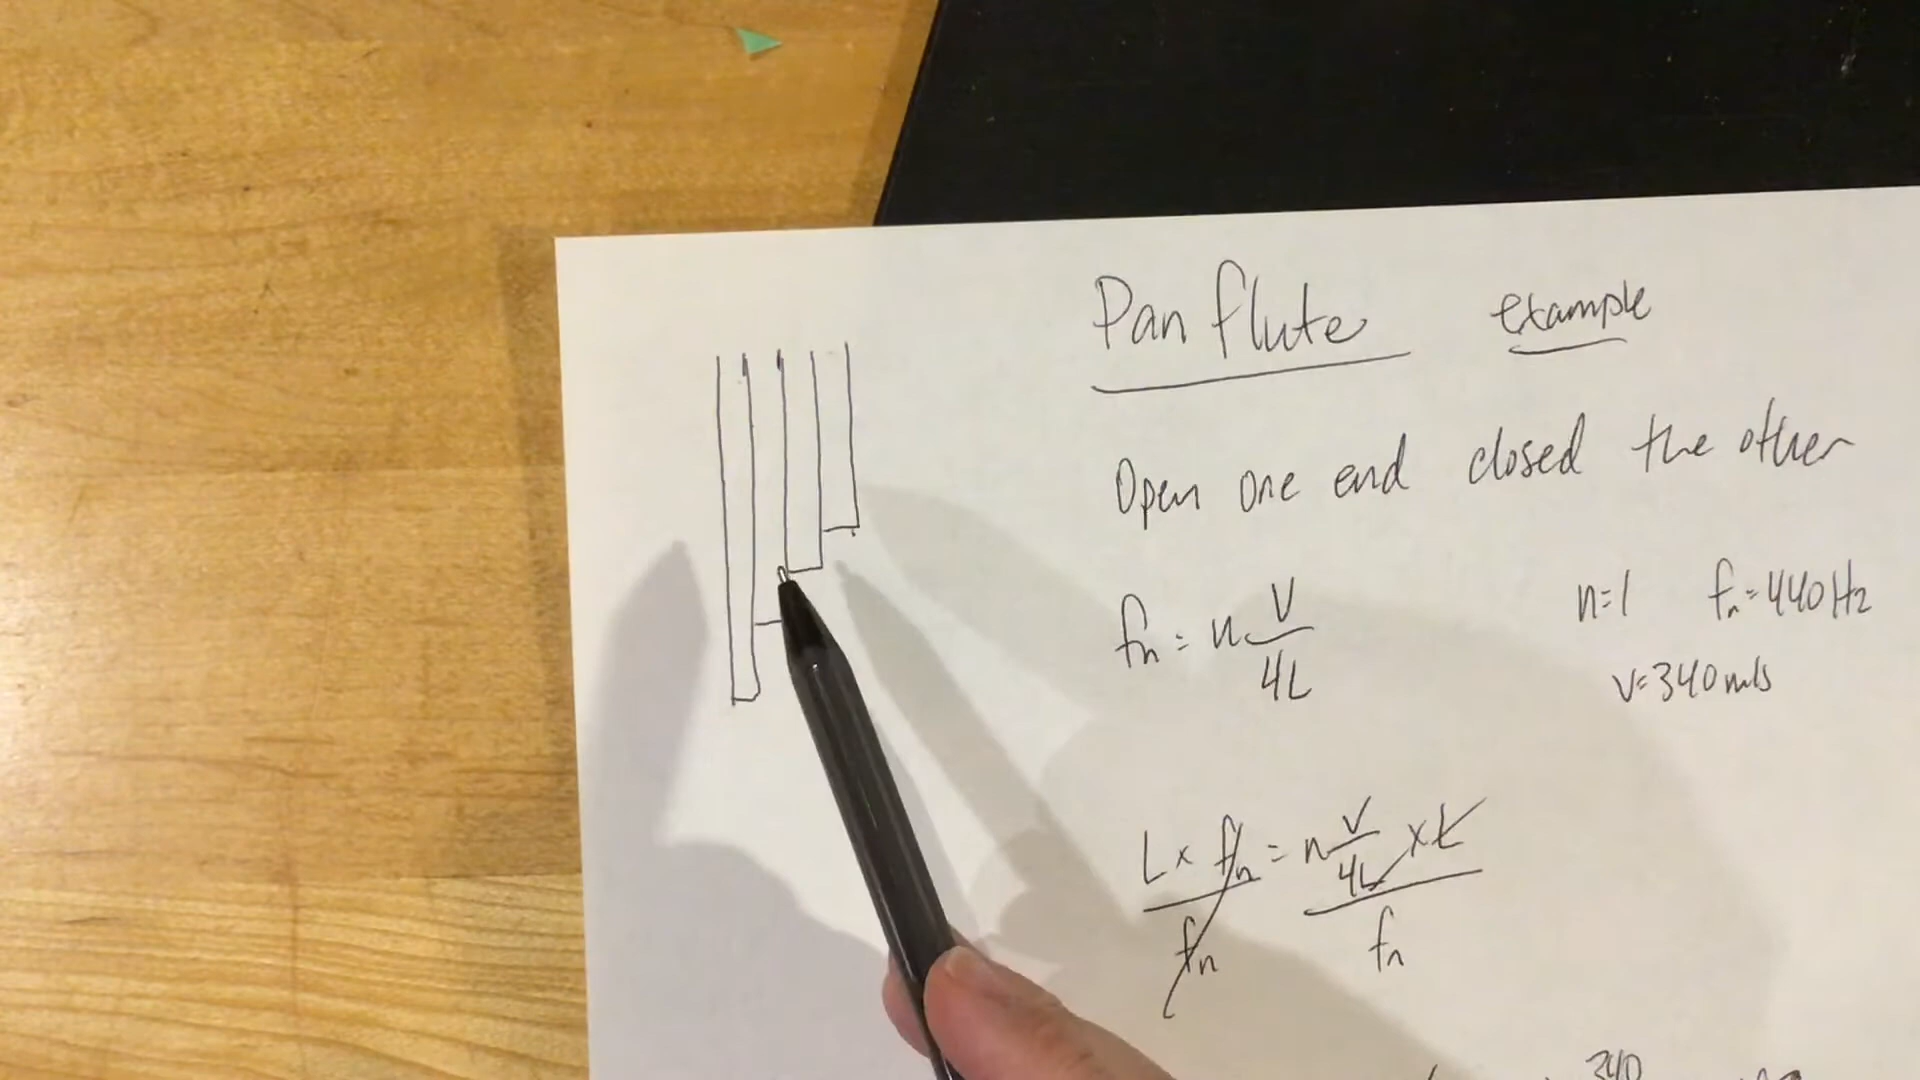 Pan flute example
Open one end closed the other
fn = n V/4L n=1 fn=440Hz
V=340m/s
L × fn/fn = n V/4L × L/fn
340